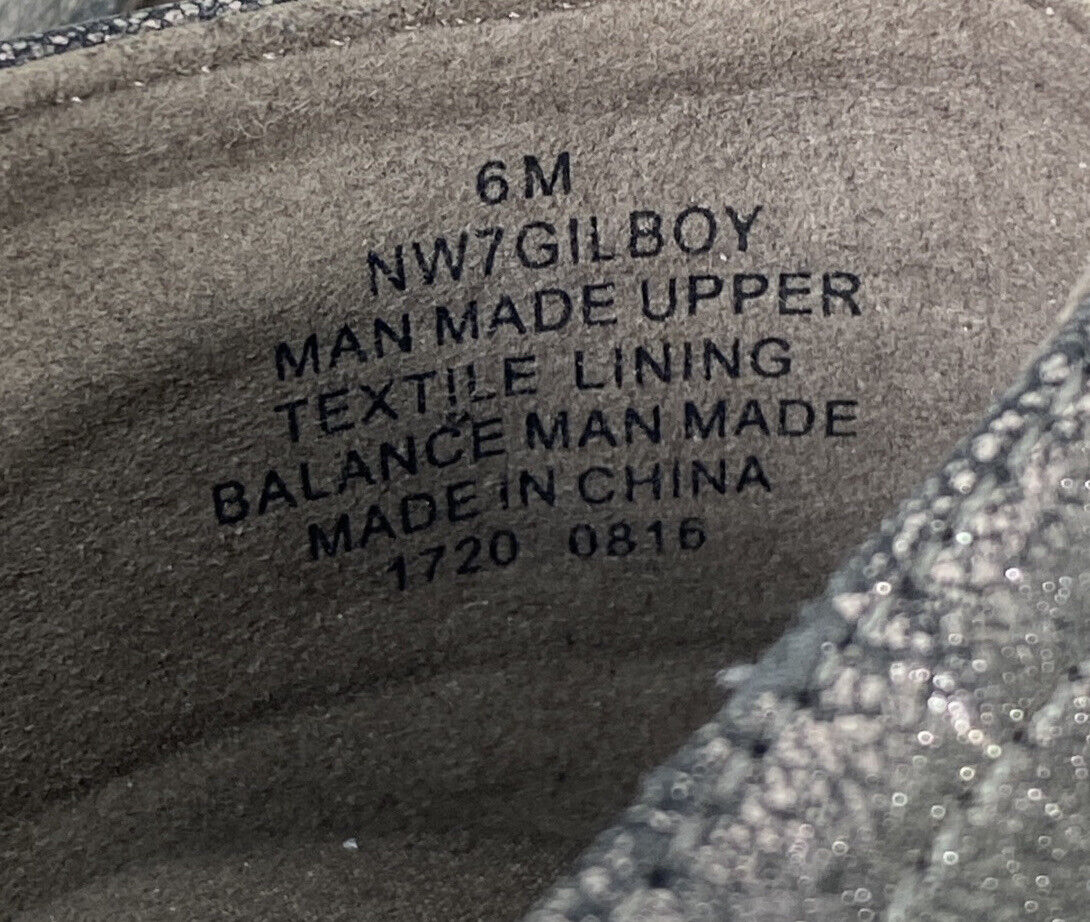 6M
NW7GILBOY
MAN MADE UPPER
TEXTILE LINING
BALANCE MAN MADE
MADE IN CHINA
1720 0816